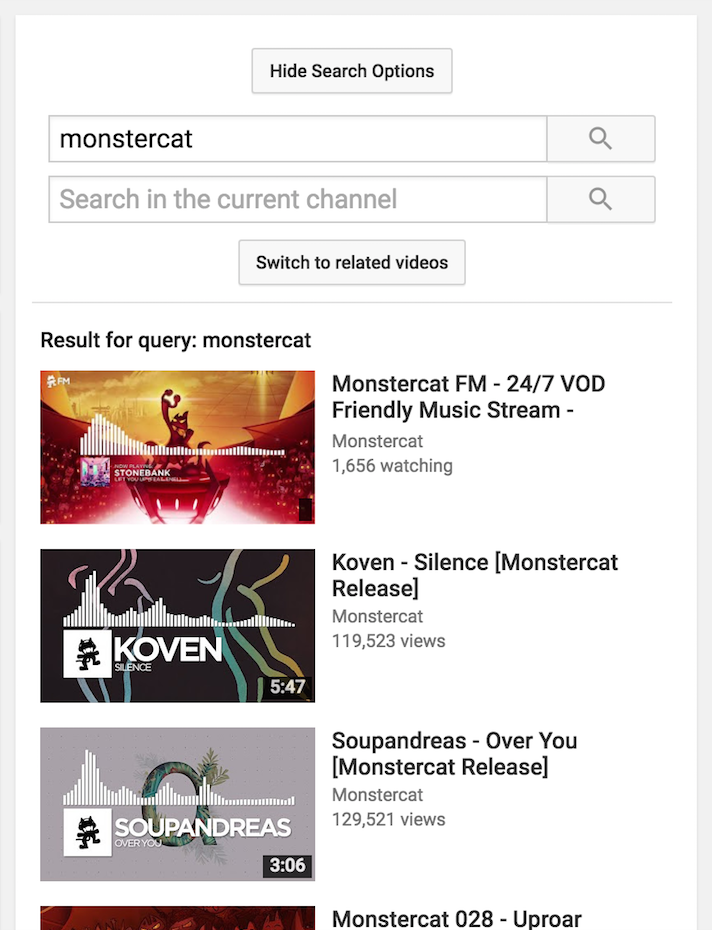 Hide Search Options
monstercat
Search in the current channel
Switch to related videos
Result for query: monstercat
FM
NOW PLAYING:
STONEBANK
Monstercat FM - 24/7 VOD
Friendly Music Stream -
Monstercat
1,656 watching
KOVEN
SILENCE
5:47
Koven - Silence [Monstercat
Release]
Monstercat
119,523 views
SOUPANDREAS
OVER YOU
3:06
Soupandreas - Over You
[Monstercat Release]
Monstercat
129,521 views
Monstercat 028 - Uproar